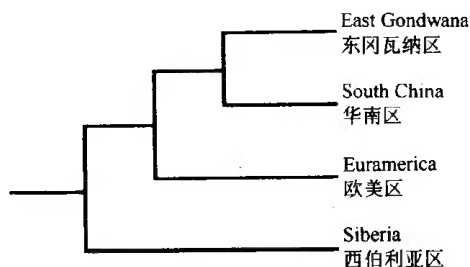 East Gondwana
东冈瓦纳区
South China
华南区
Euramerica
欧美区
Siberia
西伯利亚区